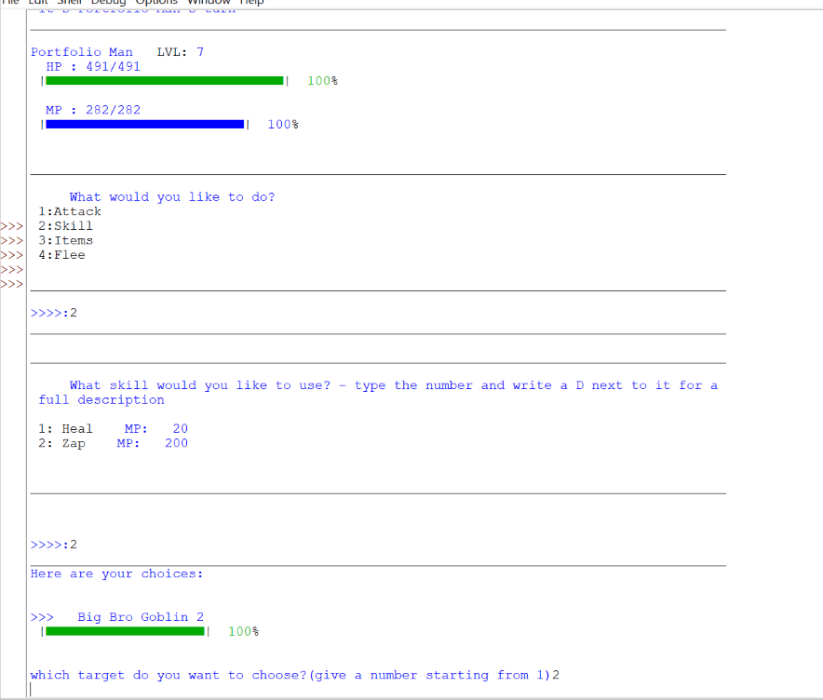 File Edit Shell Debug Options Window Help
Portfolio Man LVL: 7
HP : 491/491
| | 100%
MP : 282/282
| | 100%
What would you like to do?
1:Attack
>>> 2:Skill
>>> 3:Items
>>> 4:Flee
>>>
>>>
>>>>:2
What skill would you like to use? - type the number and write a D next to it for a
full description
1: Heal MP: 20
2: Zap MP: 200
>>>>:2
Here are your choices:
>>> Big Bro Goblin 2
| | 100%
which target do you want to choose?(give a number starting from 1)2